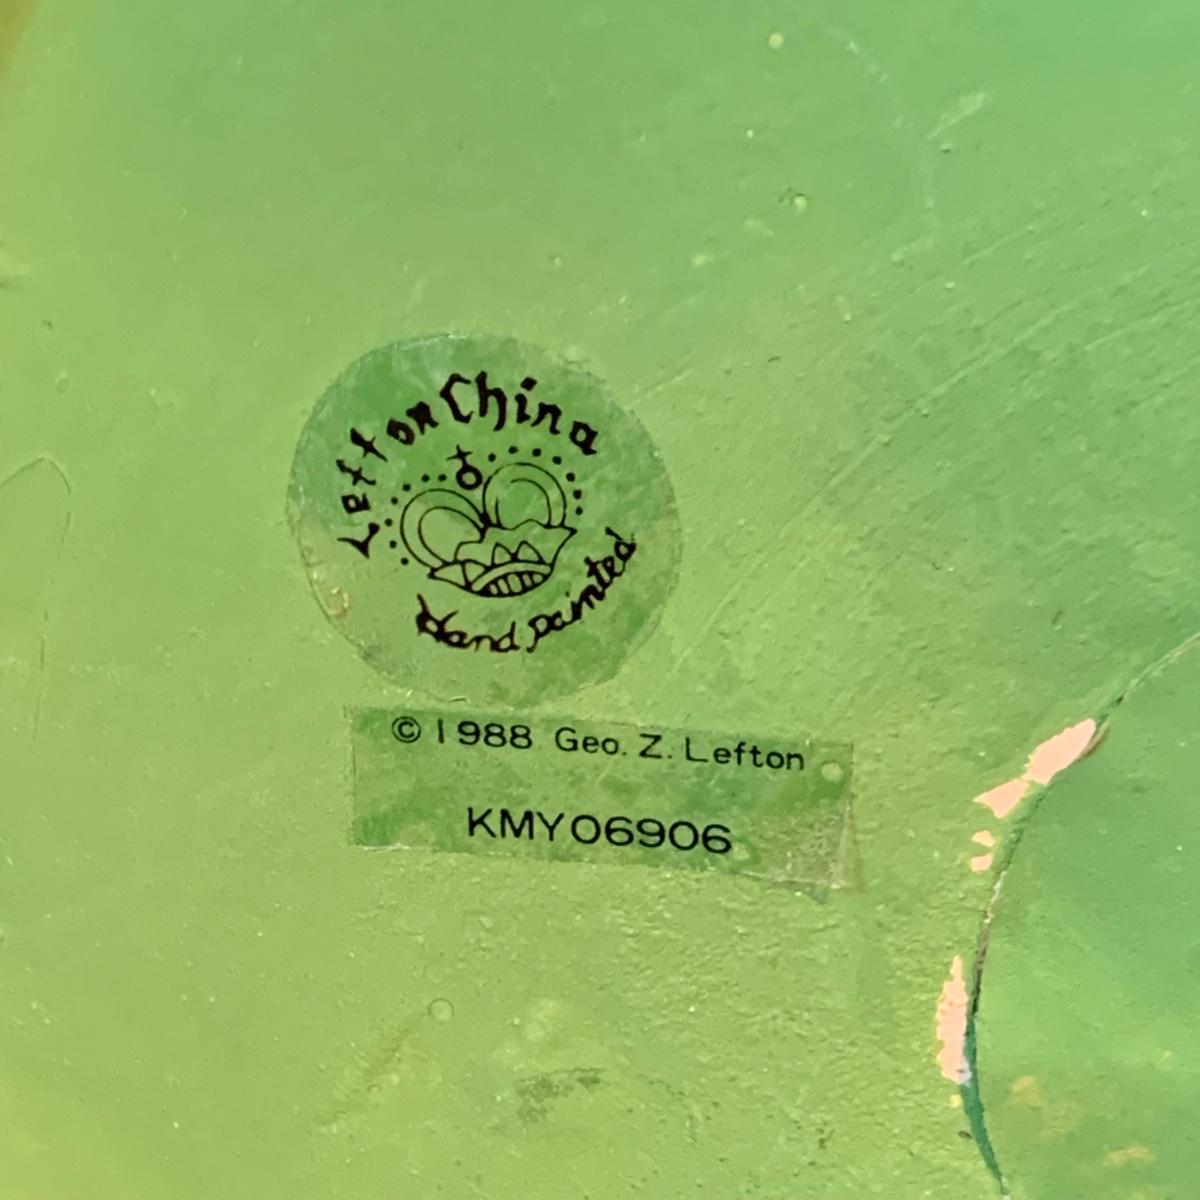 Lefton China
Hand painted
© 1988 Geo. Z. Lefton
KMY06906